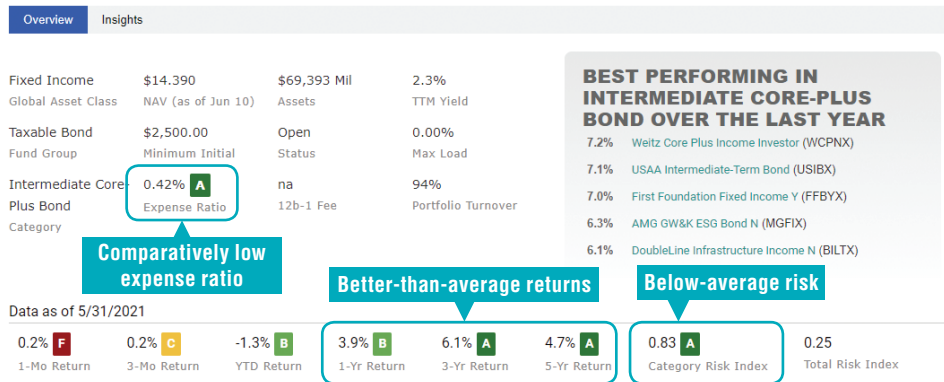 Overview Insights
Fixed Income $14.390 $69,393 Mil 2.3%
Global Asset Class NAV (as of Jun 10) Assets TTM Yield
Taxable Bond $2,500.00 Open 0.00%
Fund Group Minimum Initial Status Max Load
Intermediate Core- 0.42% A na 94%
Plus Bond Expense Ratio 12b-1 Fee Portfolio Turnover
Category
BEST PERFORMING IN
INTERMEDIATE CORE-PLUS
BOND OVER THE LAST YEAR
7.2% Weitz Core Plus Income Investor (WCPNX)
7.1% USAA Intermediate-Term Bond (USIBX)
7.0% First Foundation Fixed Income Y (FFBYX)
6.3% AMG GW&K ESG Bond N (MGFIX)
6.1% DoubleLine Infrastructure Income N (BILTX)
Comparatively low
expense ratio
Better-than-average returns
Below-average risk
Data as of 5/31/2021
0.2% F 0.2% C -1.3% B 3.9% B 6.1% A 4.7% A 0.83 A 0.25
1-Mo Return 3-Mo Return YTD Return 1-Yr Return 3-Yr Return 5-Yr Return Category Risk Index Total Risk Index